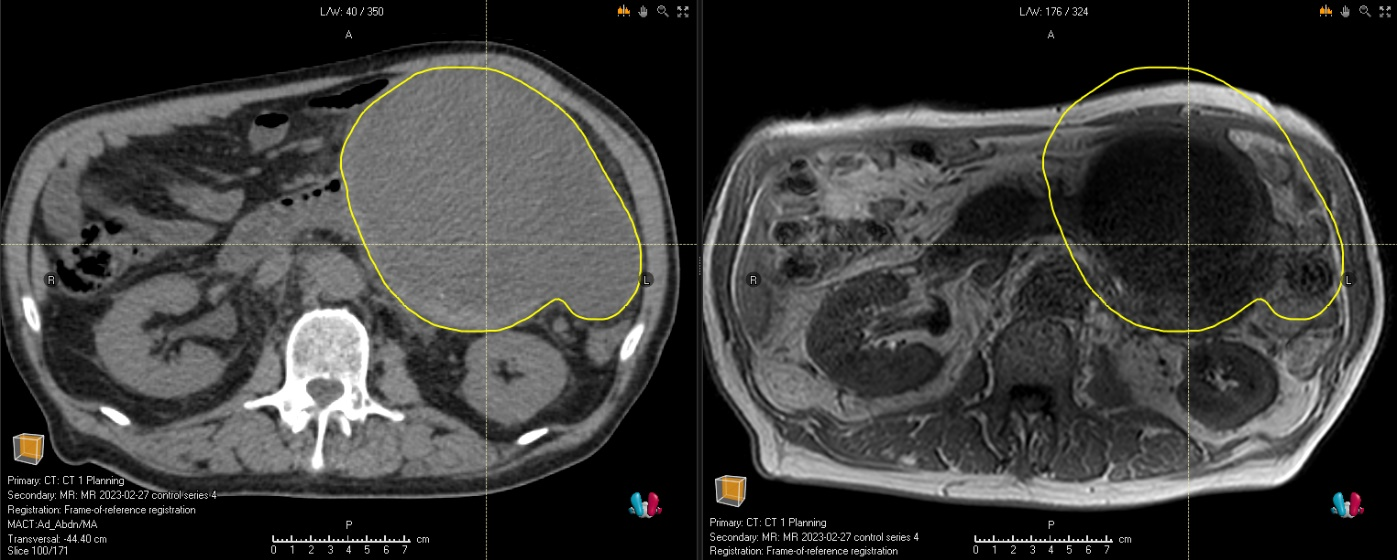 L/W: 40 / 350
A
R
L
Primary: CT: CT 1 Planning
Secondary: MR: MR 2023-02-27 control series 4
Registration: Frame-of-reference registration
MACT:Ad_Abdn/MA
Transversal: -44.40 cm
Slice 100/171
P
cm
0 1 2 3 4 5 6 7
L/W: 176 / 324
A
R
L
Primary: CT: CT 1 Planning
Secondary: MR: MR 2023-02-27 control series 4
Registration: Frame-of-reference registration
P
cm
0 1 2 3 4 5 6 7